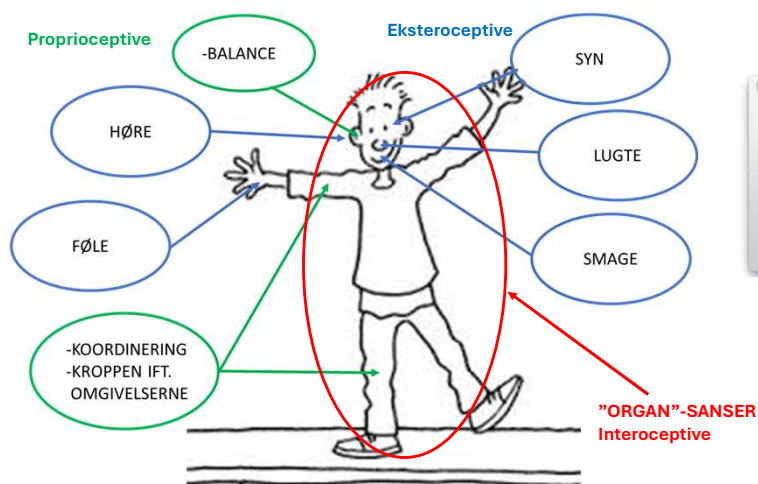 Proprioceptive
Eksteroceptive
-BALANCE
SYN
HØRE
LUGTE
FØLE
SMAGE
-KOORDINERING
-KROPPEN IFT.
OMGIVELSERNE
”ORGAN”-SANSER
Interoceptive